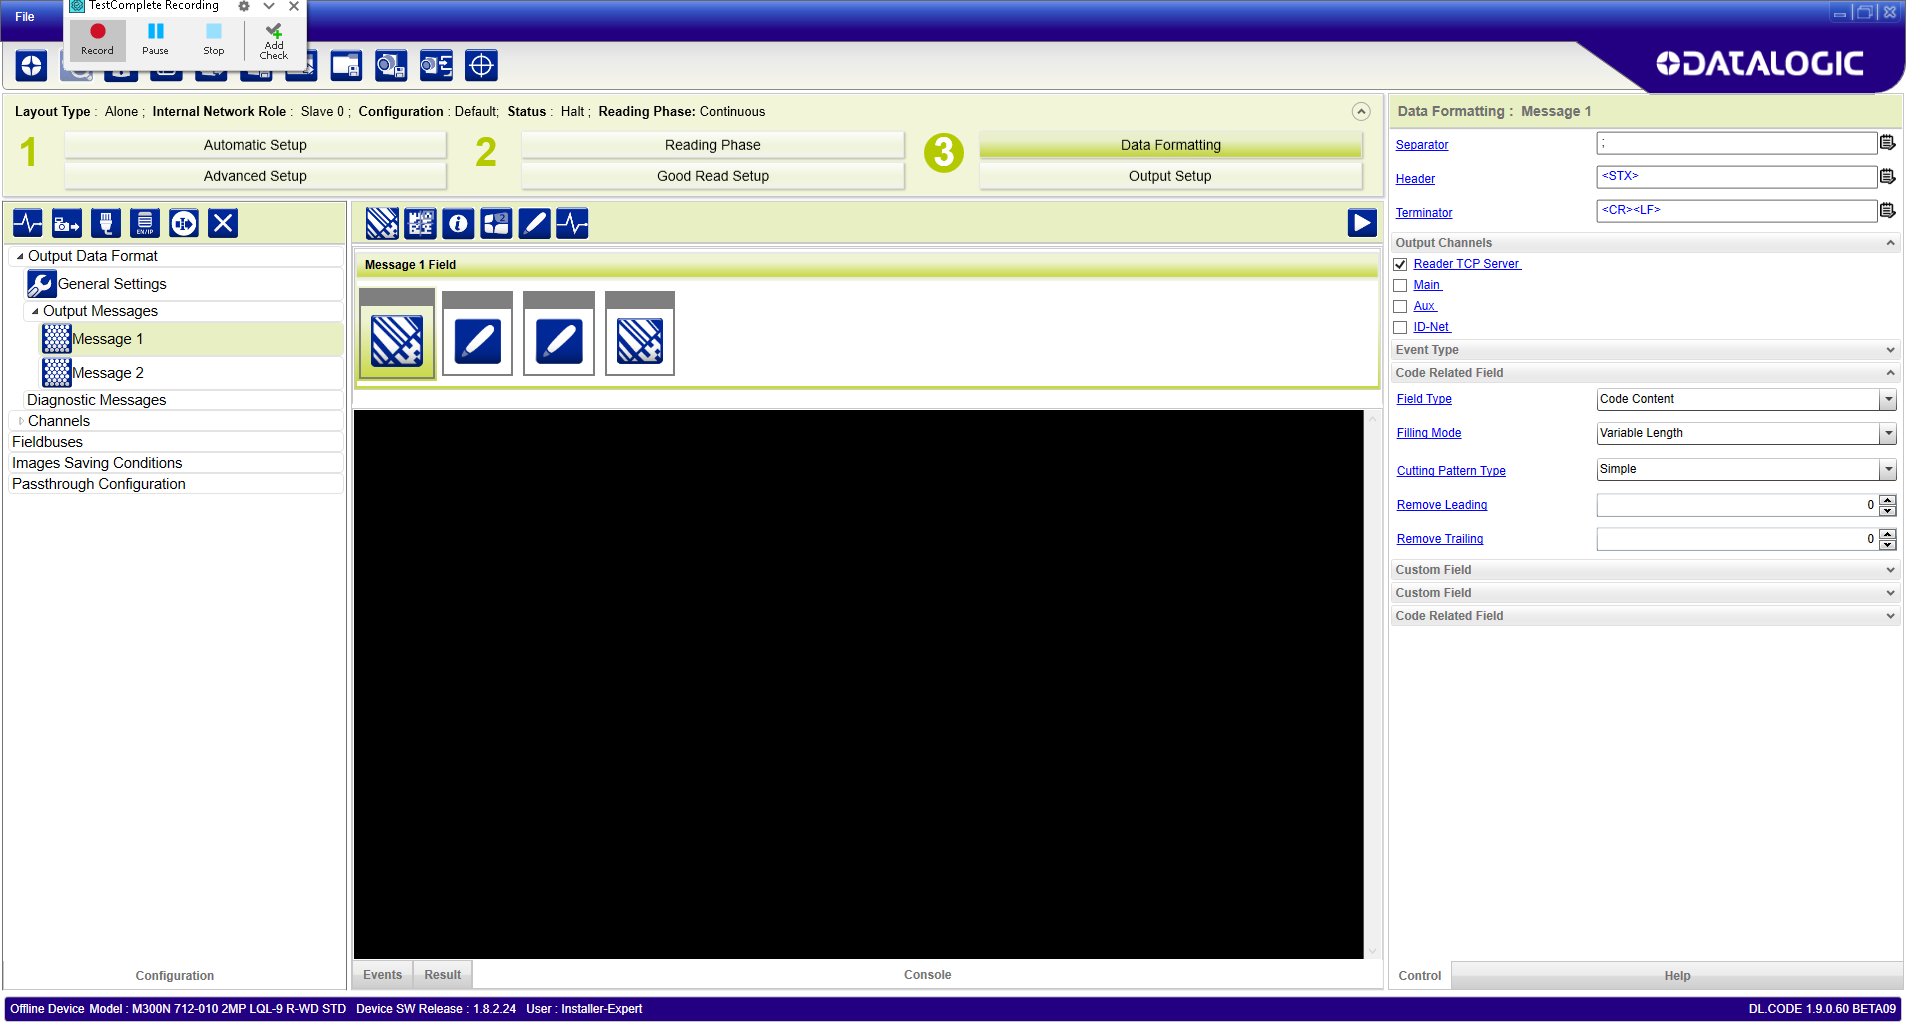 TestComplete Recording
File
Record
Pause
Stop
Add
Check
DATALOGIC
Layout Type : Alone ; Internal Network Role : Slave 0 ; Configuration : Default; Status : Halt ; Reading Phase: Continuous
1
Automatic Setup
Advanced Setup
2
Reading Phase
Good Read Setup
3
Data Formatting
Output Setup
EN/IP
Output Data Format
General Settings
Output Messages
Message 1
Message 2
Diagnostic Messages
Channels
Fieldbuses
Images Saving Conditions
Passthrough Configuration
Configuration
Message 1 Field
Events
Result
Console
Data Formatting : Message 1
Separator
;
Header
<STX>
Terminator
<CR><LF>
Output Channels
Reader TCP Server
Main
Aux
ID-Net
Event Type
Code Related Field
Field Type
Code Content
Filling Mode
Variable Length
Cutting Pattern Type
Simple
Remove Leading
0
Remove Trailing
0
Custom Field
Custom Field
Code Related Field
Control
Help
Offline Device Model : M300N 712-010 2MP LQL-9 R-WD STD Device SW Release : 1.8.2.24 User : Installer-Expert
DL.CODE 1.9.0.60 BETA09